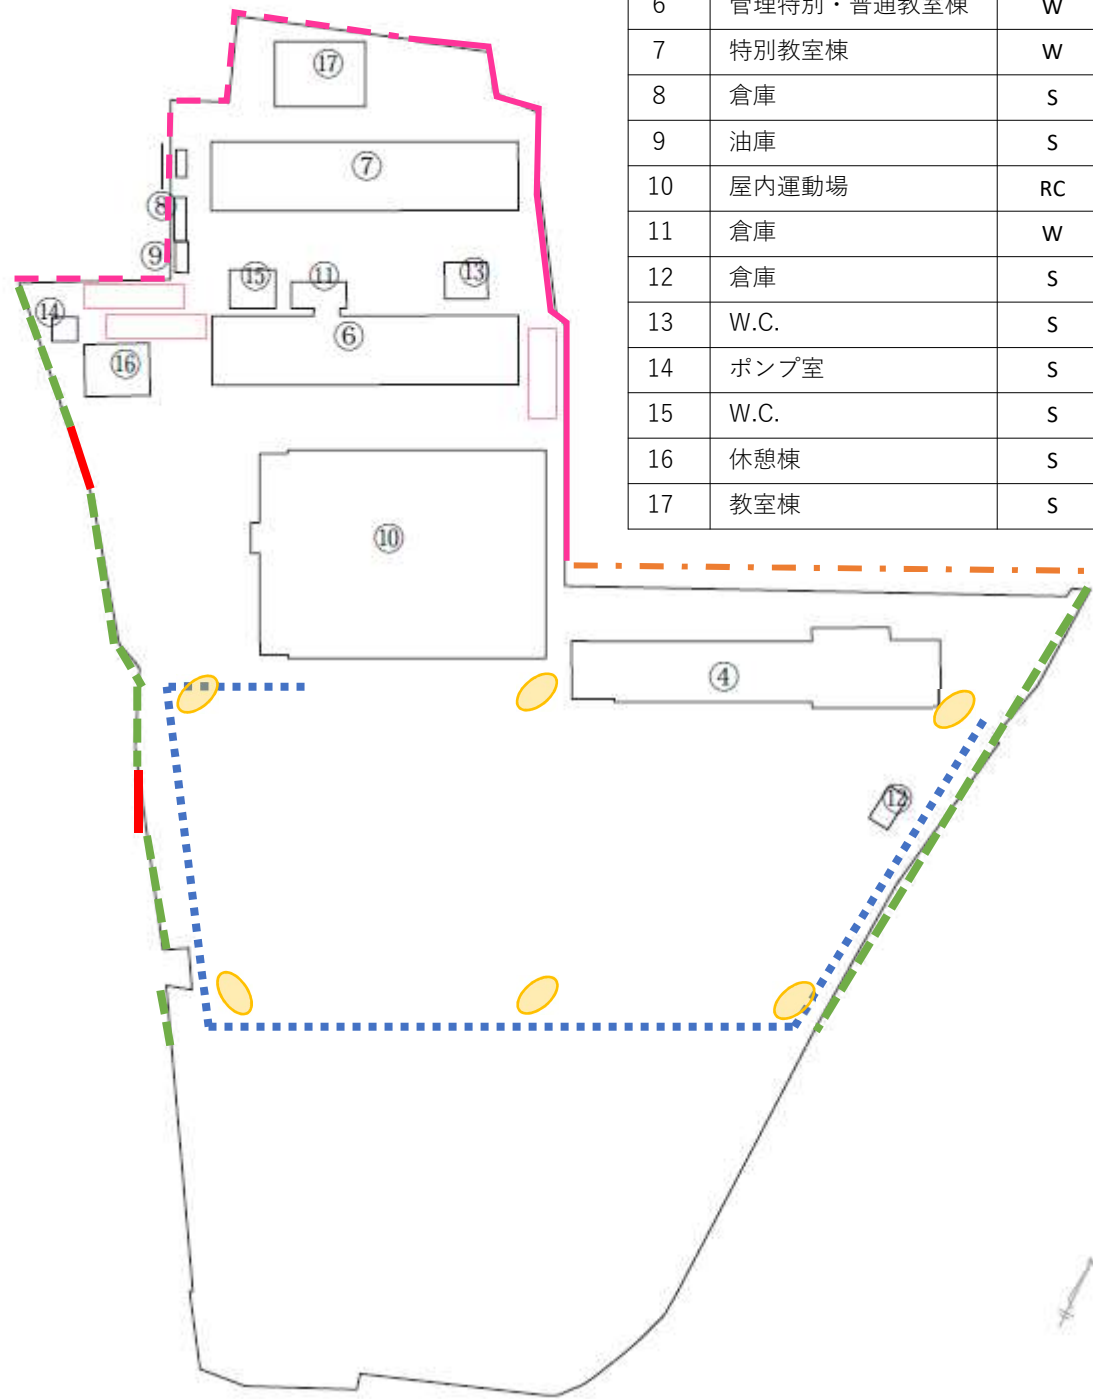 6 管理特別・普通教室棟 W
7 特別教室棟 W
8 倉庫 S
9 油庫 S
10 屋内運動場 RC
11 倉庫 W
12 倉庫 S
13 W.C. S
14 ポンプ室 S
15 W.C. S
16 休憩棟 S
17 教室棟 S
⑰
⑦
⑧
⑨
⑮
⑪
⑬
⑭
⑥
⑯
⑩
④
⑫